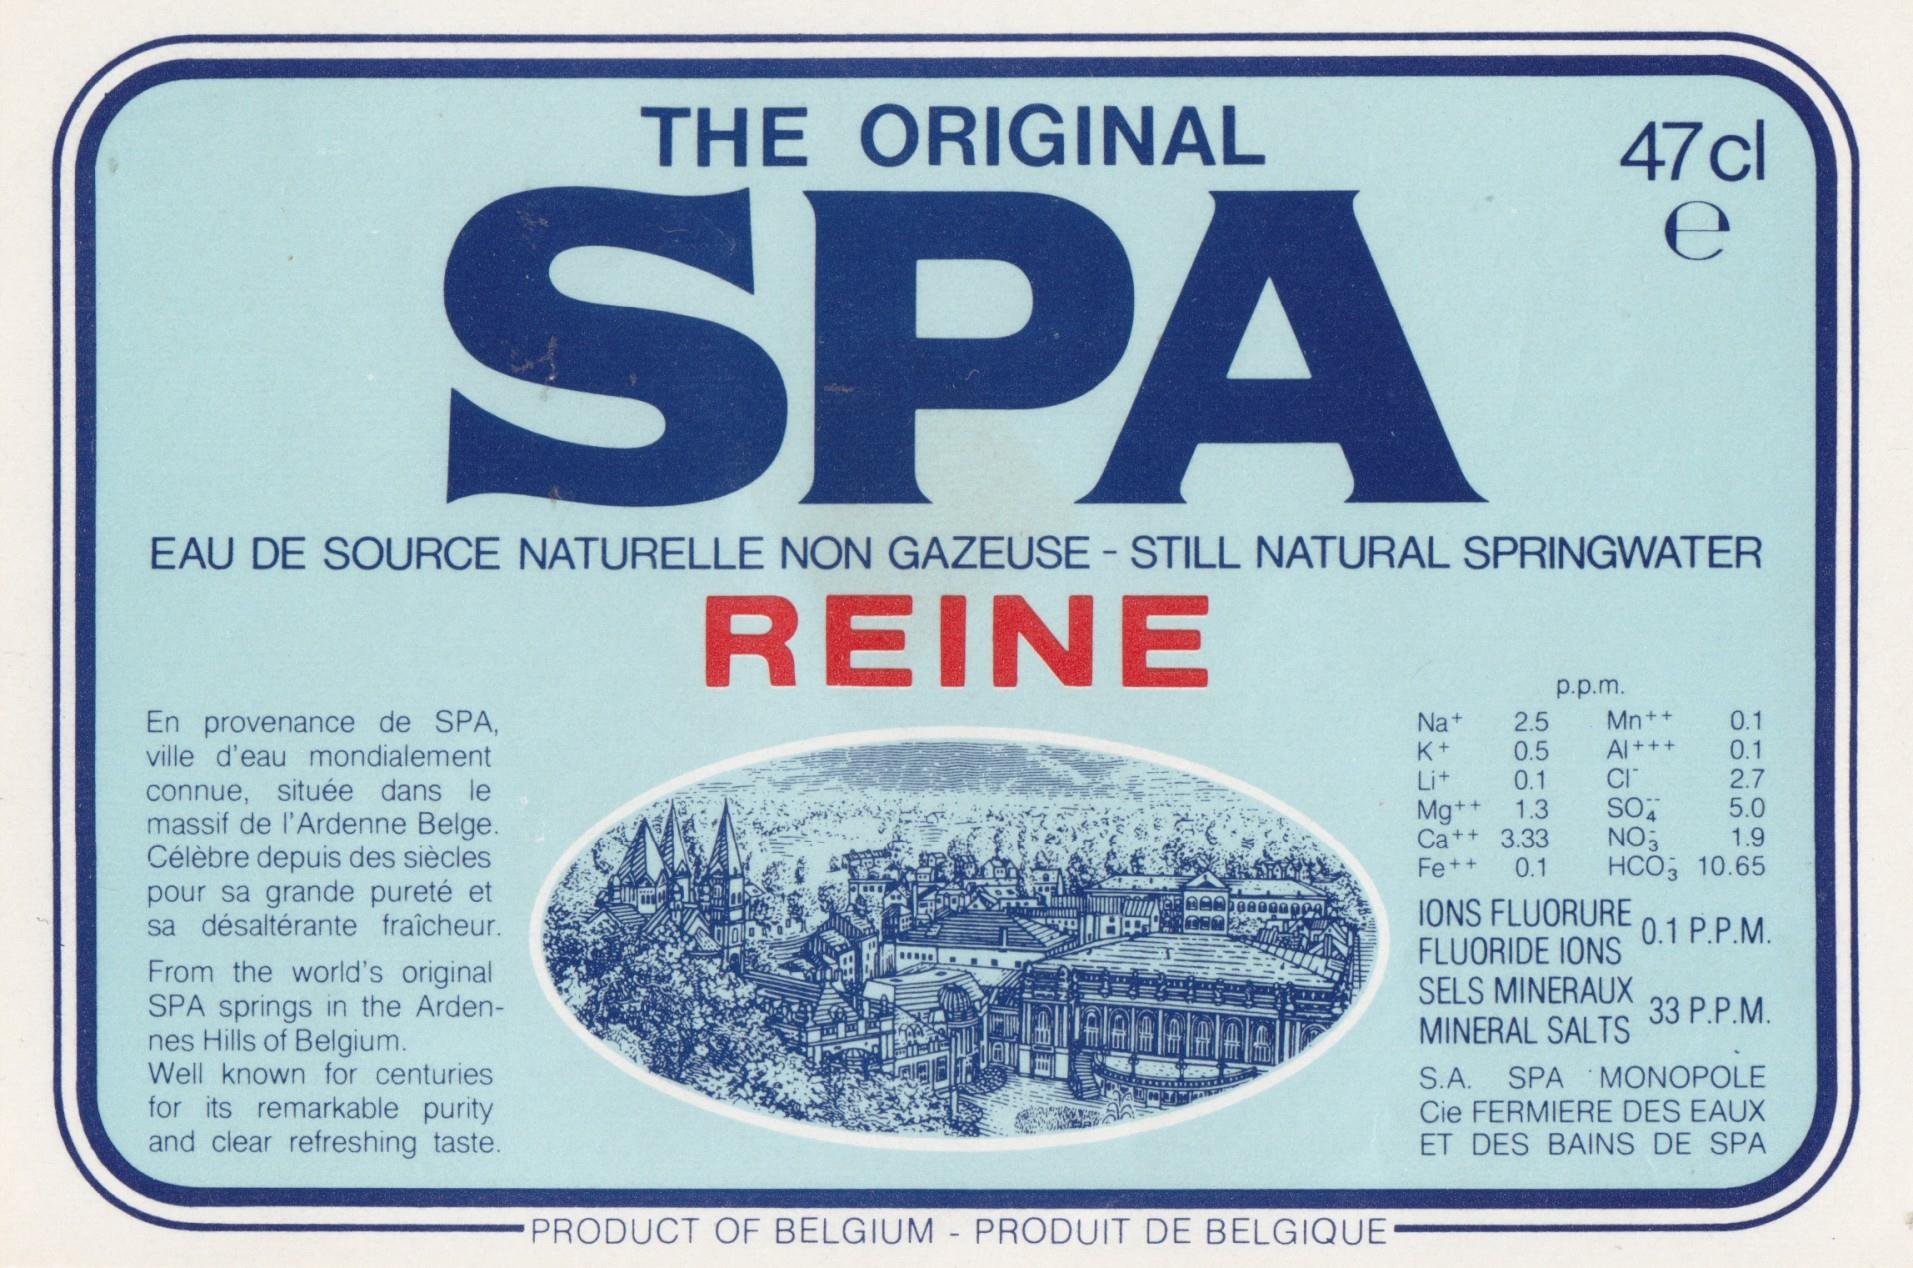 THE ORIGINAL
47cl
e
SPA
EAU DE SOURCE NATURELLE NON GAZEUSE - STILL NATURAL SPRINGWATER
REINE
En provenance de SPA,
ville d'eau mondialement
connue, située dans le
massif de l'Ardenne Belge.
Célèbre depuis des siècles
pour sa grande pureté et
sa désaltérante fraîcheur.
From the world's original
SPA springs in the Arden-
nes Hills of Belgium.
Well known for centuries
for its remarkable purity
and clear refreshing taste.
p.p.m.
Na+ 2.5 Mn++ 0.1
K+ 0.5 Al+++ 0.1
Li+ 0.1 Cl- 2.7
Mg++ 1.3 SO4-- 5.0
Ca++ 3.33 NO3- 1.9
Fe++ 0.1 HCO3- 10.65
IONS FLUORURE
FLUORIDE IONS 0.1 P.P.M.
SELS MINERAUX
MINERAL SALTS 33 P.P.M.
S.A. SPA MONOPOLE
Cie FERMIERE DES EAUX
ET DES BAINS DE SPA
PRODUCT OF BELGIUM - PRODUIT DE BELGIQUE